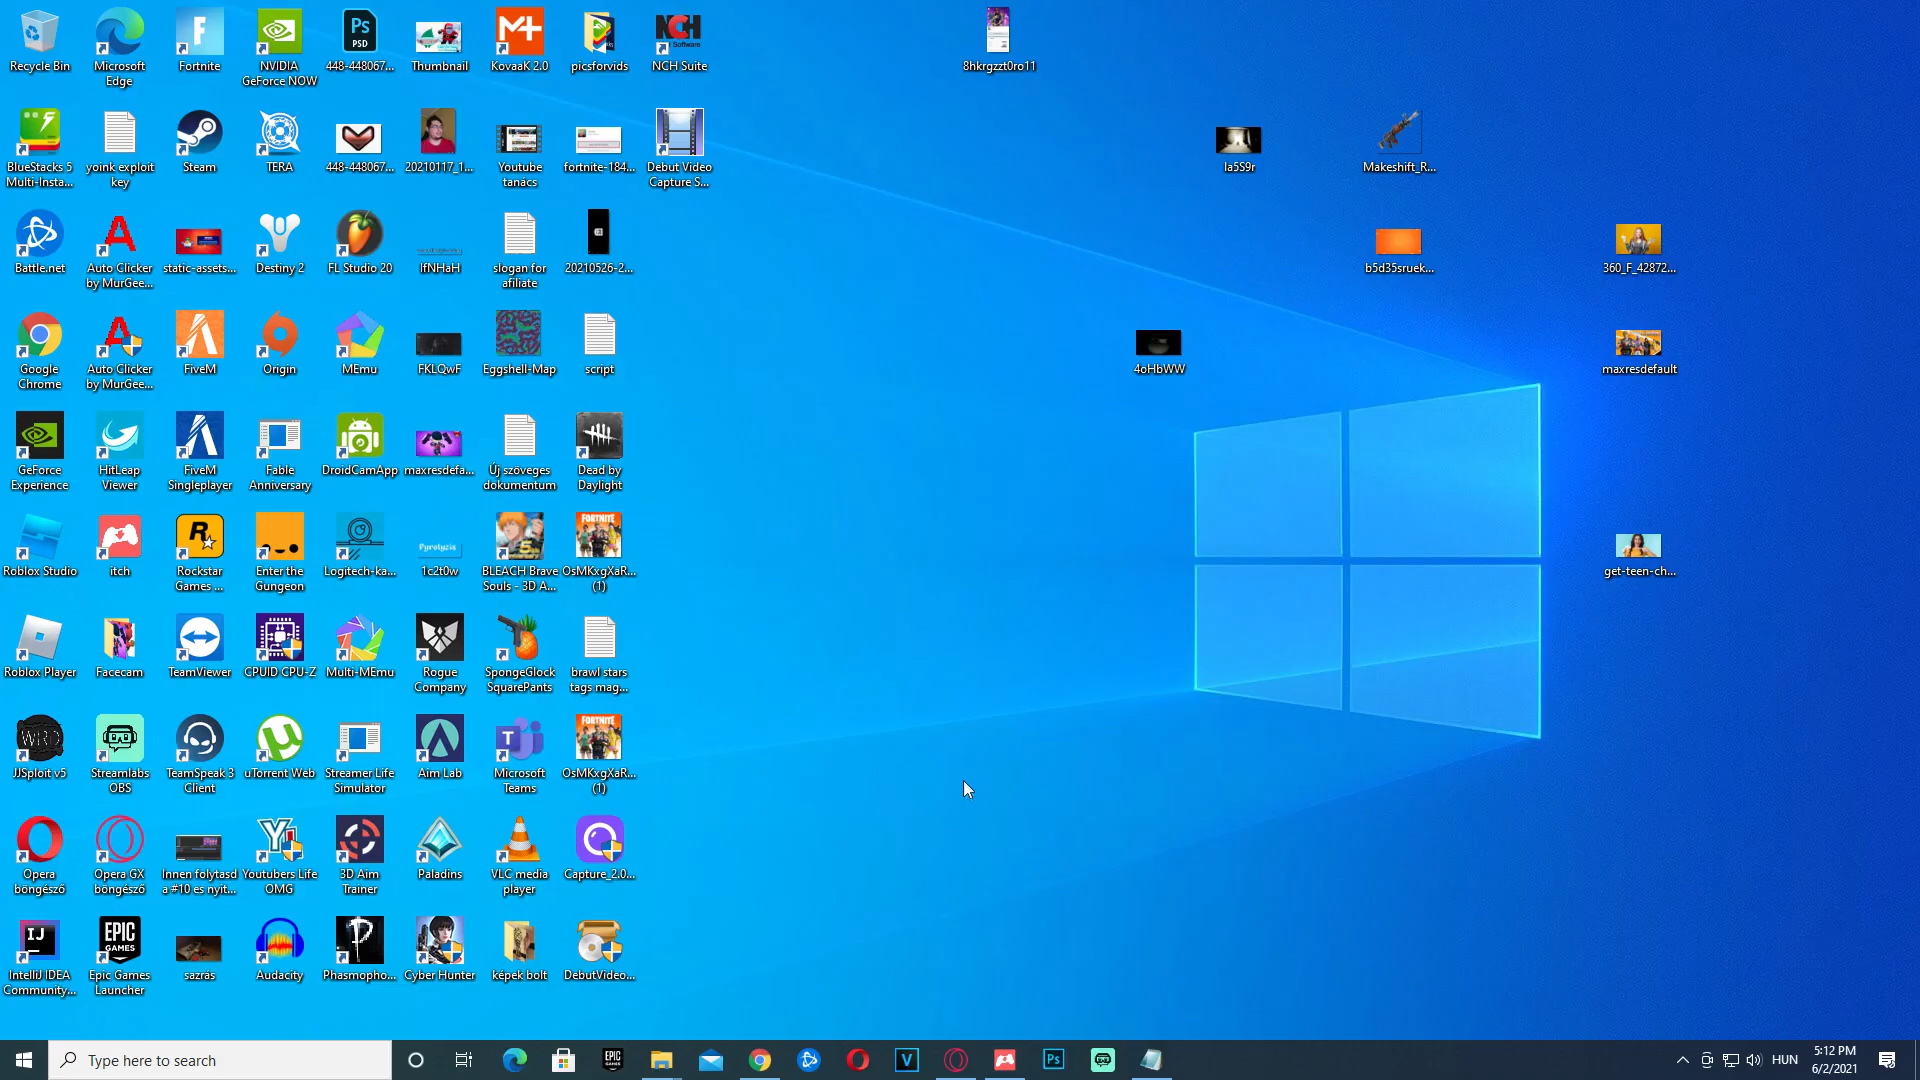 Recycle Bin
Microsoft
Edge
Fortnite
NVIDIA
GeForce NOW
448-448067...
Thumbnail
KovaaK 2.0
picsforvids
NCH Suite
8hkrgzzt0ro11
BlueStacks 5
Multi-Insta...
yoink exploit
key
Steam
TERA
448-448067...
20210117_1...
Youtube
tanács
fortnite-184...
Debut Video
Capture S...
la5S9r
Makeshift_R...
Battle.net
Auto Clicker
by MurGee...
static-assets...
Destiny 2
FL Studio 20
IfNHaH
slogan for
afiliate
20210526-2...
b5d35sruek...
360_F_42872...
Google
Chrome
Auto Clicker
by MurGee...
FiveM
Origin
MEmu
FKLQwF
Eggshell-Map
script
4oHbWW
maxresdefault
GeForce
Experience
HitLeap
Viewer
FiveM
Singleplayer
Fable
Anniversary
DroidCamApp
maxresdefa...
Új szöveges
dokumentum
Dead by
Daylight
Roblox Studio
itch
Rockstar
Games ...
Enter the
Gungeon
Logitech-ka...
Pyrolyzis
1c2t0w
BLEACH Brave
Souls - 3D A...
FORTNITE
OsMKxgXaR...
(1)
get-teen-ch...
Roblox Player
Facecam
TeamViewer
CPUID CPU-Z
Multi-MEmu
Rogue
Company
SpongeGlock
SquarePants
brawl stars
tags mag...
WRD
JJSploit v5
Streamlabs
OBS
TeamSpeak 3
Client
uTorrent Web
Streamer Life
Simulator
Aim Lab
Microsoft
Teams
FORTNITE
OsMKxgXaR...
(1)
Opera
böngésző
Opera GX
böngésző
Innen folytasd
a #10 es nyit...
Youtubers Life
OMG
3D Aim
Trainer
Paladins
VLC media
player
Capture_2.0...
IntelliJ IDEA
Community...
EPIC
GAMES
Epic Games
Launcher
sazrás
Audacity
Phasmopho...
Cyber Hunter
képek bolt
DebutVideo...
Type here to search
HUN
5:12 PM
6/2/2021